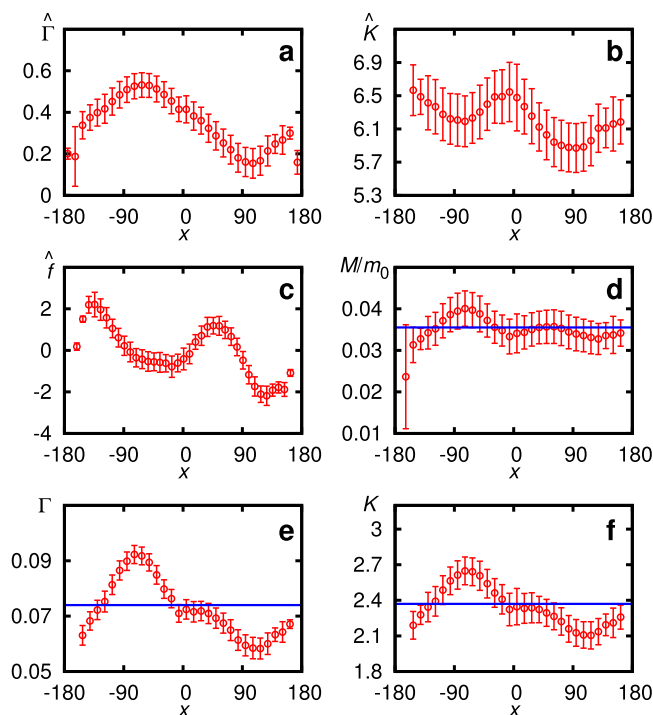 Γ̂
a
0.6
0.4
0.2
0
-180 -90 0 90 180
x
K̂
b
6.9
6.5
6.1
5.7
5.3
-180 -90 0 90 180
x
f̂
c
2
0
-2
-4
-180 -90 0 90 180
x
M/m0
d
0.04
0.03
0.02
0.01
-180 -90 0 90 180
x
Γ
e
0.09
0.07
0.05
-180 -90 0 90 180
x
K
f
3
2.7
2.4
2.1
1.8
-180 -90 0 90 180
x